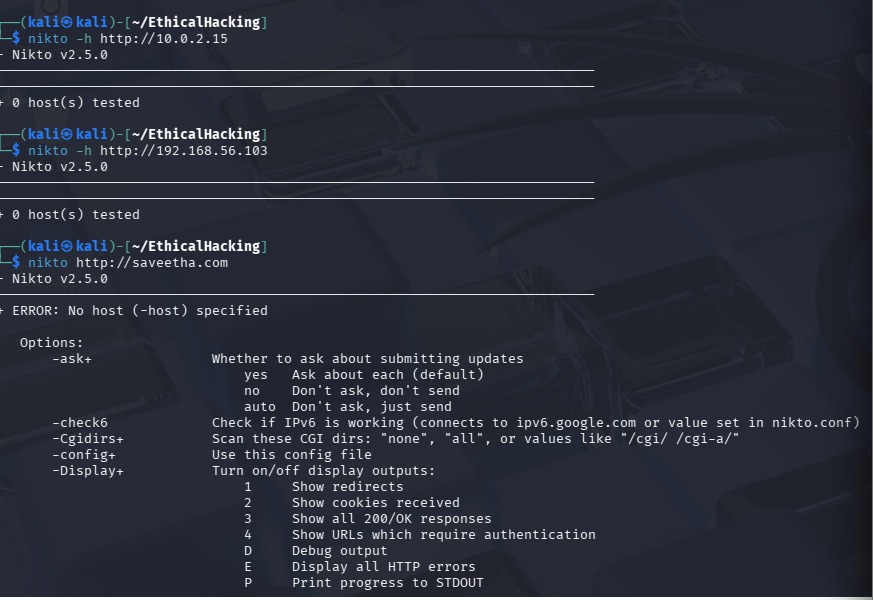 ┌──(kali㉿kali)-[~/EthicalHacking]
└─$ nikto -h http://10.0.2.15
- Nikto v2.5.0
+ 0 host(s) tested
┌──(kali㉿kali)-[~/EthicalHacking]
└─$ nikto -h http://192.168.56.103
- Nikto v2.5.0
+ 0 host(s) tested
┌──(kali㉿kali)-[~/EthicalHacking]
└─$ nikto http://saveetha.com
- Nikto v2.5.0
+ ERROR: No host (-host) specified
Options:
-ask+ Whether to ask about submitting updates
yes Ask about each (default)
no Don't ask, don't send
auto Don't ask, just send
-check6 Check if IPv6 is working (connects to ipv6.google.com or value set in nikto.conf)
-Cgidirs+ Scan these CGI dirs: "none", "all", or values like "/cgi/ /cgi-a/"
-config+ Use this config file
-Display+ Turn on/off display outputs:
1 Show redirects
2 Show cookies received
3 Show all 200/OK responses
4 Show URLs which require authentication
D Debug output
E Display all HTTP errors
P Print progress to STDOUT